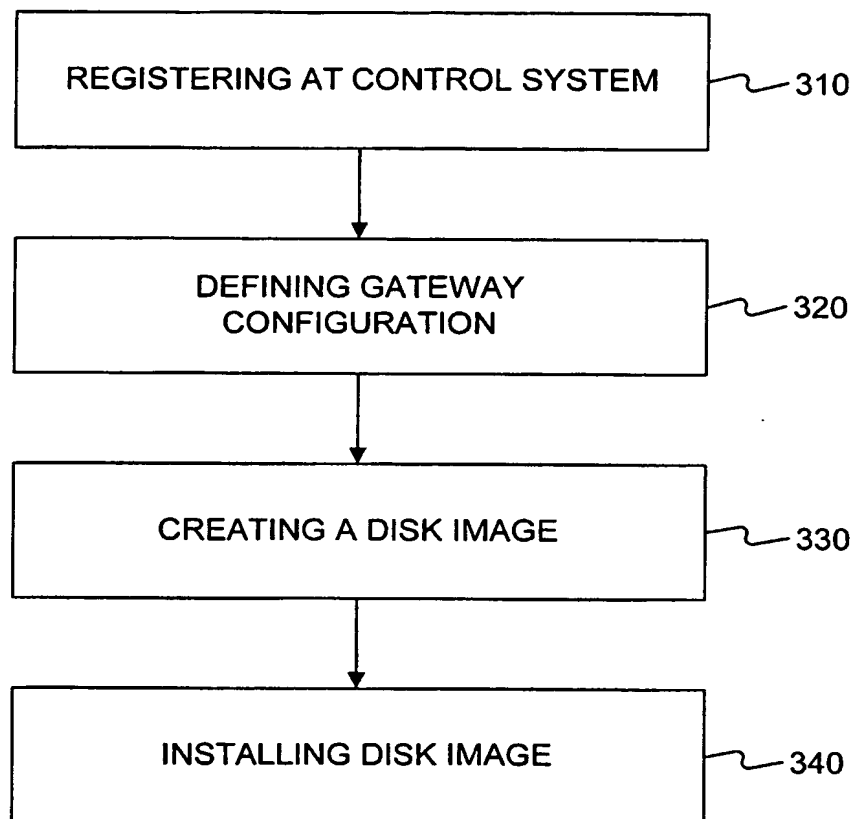 REGISTERING AT CONTROL SYSTEM
310
DEFINING GATEWAY
CONFIGURATION
320
CREATING A DISK IMAGE
330
INSTALLING DISK IMAGE
340